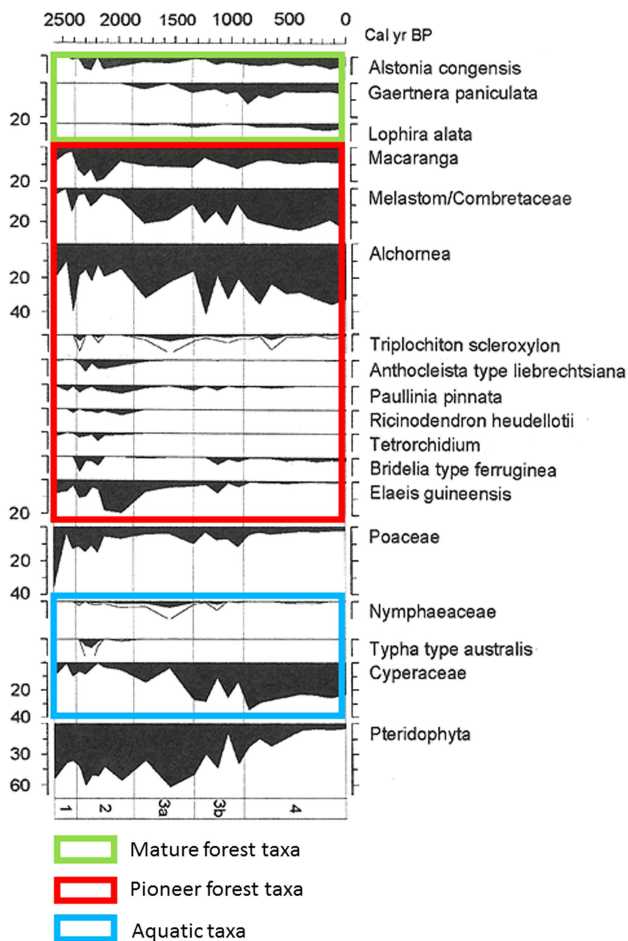 2500 2000 1500 1000 500 0
Cal yr BP
Alstonia congensis
Gaertnera paniculata
20
Lophira alata
Macaranga
20
Melastom/Combretaceae
20
Alchornea
20
40
Triplochiton scleroxylon
Anthocleista type liebrechtsiana
Paullinia pinnata
Ricinodendron heudellotii
Tetrorchidium
Bridelia type ferruginea
Elaeis guineensis
20
Poaceae
20
40
Nymphaeaceae
Typha type australis
Cyperaceae
20
40
Pteridophyta
30
60
1 2 3a 3b 4
Mature forest taxa
Pioneer forest taxa
Aquatic taxa